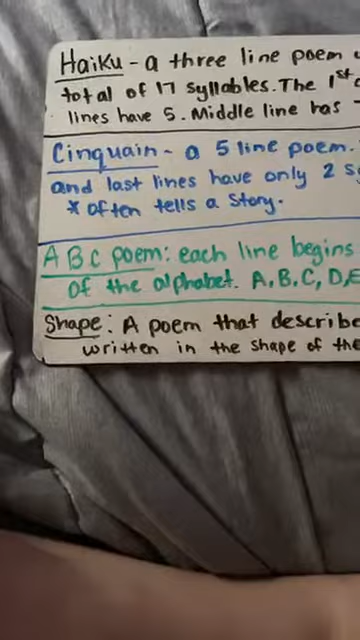 Haiku - a three line poem
total of 17 syllables. The 1st
lines have 5. Middle line has
Cinquain - a 5 line poem.
and last lines have only 2
* often tells a story.
ABC poem: each line begins
of the alphabet. A, B, C, D, E
Shape: A poem that describe
written in the shape of the